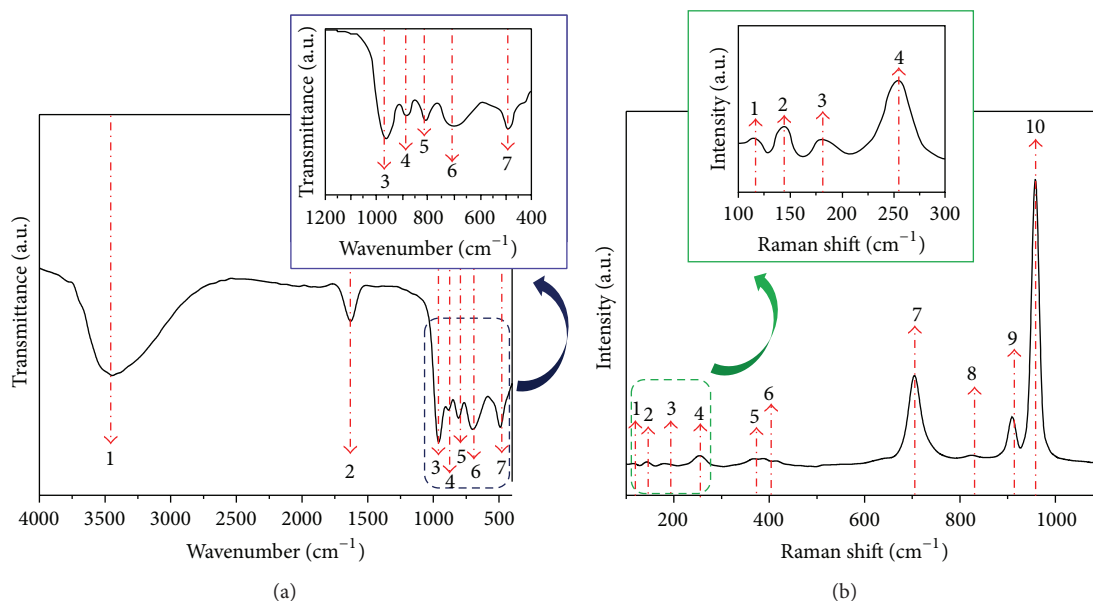 Transmittance (a.u.)
1
2
3
4
5
6
7
4000 3500 3000 2500 2000 1500 1000 500
Wavenumber (cm⁻¹)
Transmittance (a.u.)
3
4
5
6
7
1200 1000 800 600 400
Wavenumber (cm⁻¹)
(a)
Intensity (a.u.)
1
2
3
4
5
6
7
8
9
10
200 400 600 800 1000
Raman shift (cm⁻¹)
Intensity (a.u.)
1
2
3
4
100 150 200 250 300
Raman shift (cm⁻¹)
(b)